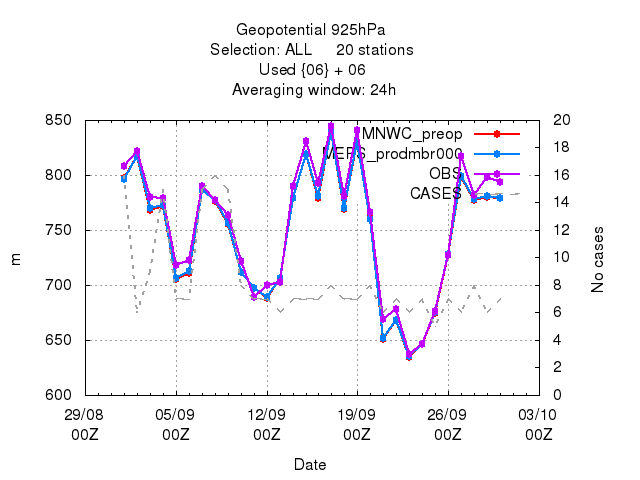 Geopotential 925hPa
Selection: ALL 20 stations
Used {06} + 06
Averaging window: 24h
MNWC_preop
MEPS_prodmbr000
OBS
CASES
850
800
750
700
650
600
m
20
18
16
14
12
10
8
6
4
2
0
No cases
29/08 05/09 12/09 19/09 26/09 03/10
00Z 00Z 00Z 00Z 00Z 00Z
Date